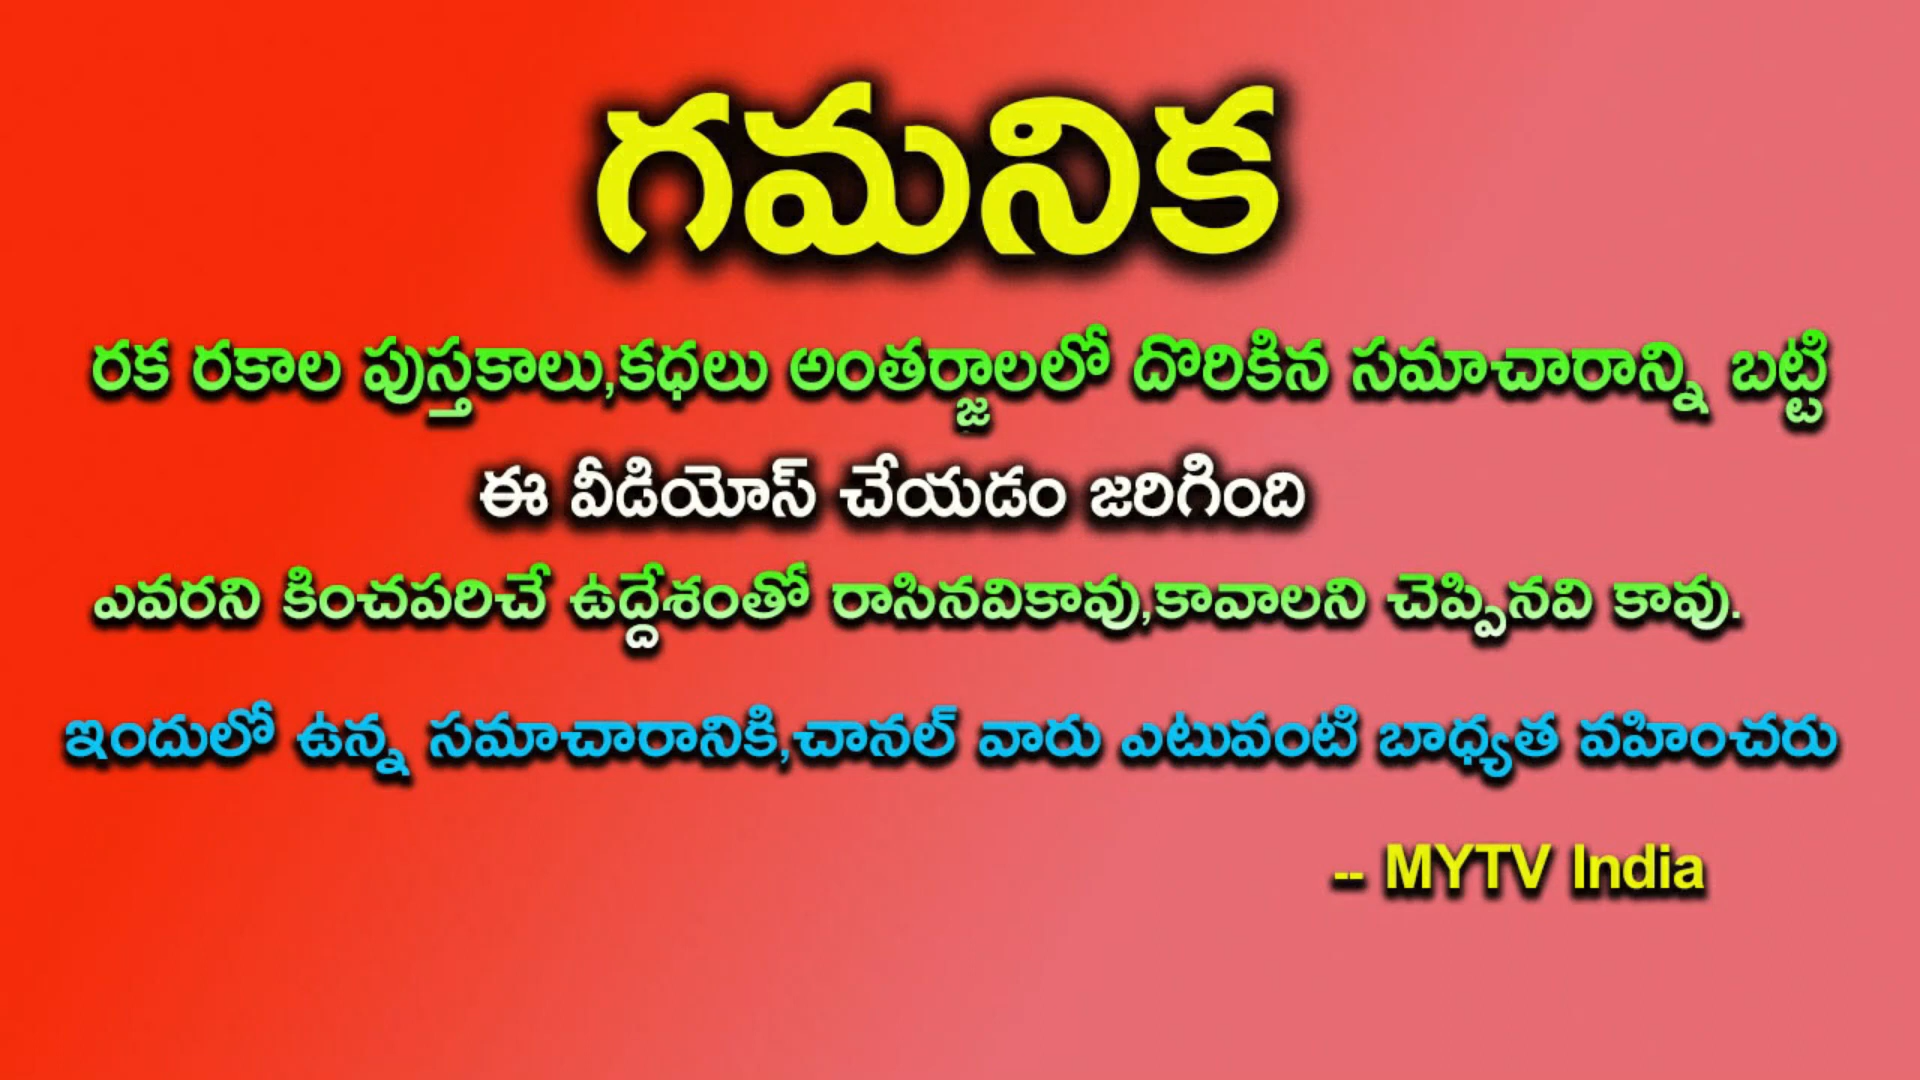 గమనిక
రక రకాల పుస్తకాలు,కధలు అంతర్జాలలో దొరికిన సమాచారాన్ని బట్టి
ఈ వీడియోస్ చేయడం జరిగింది
ఎవరని కించపరిచే ఉద్దేశంతో రాసినవికావు,కావాలని చెప్పినవి కావు.
ఇందులో ఉన్న సమాచారానికి,చానల్ వారు ఎటువంటి బాధ్యత వహించరు
-- MYTV India